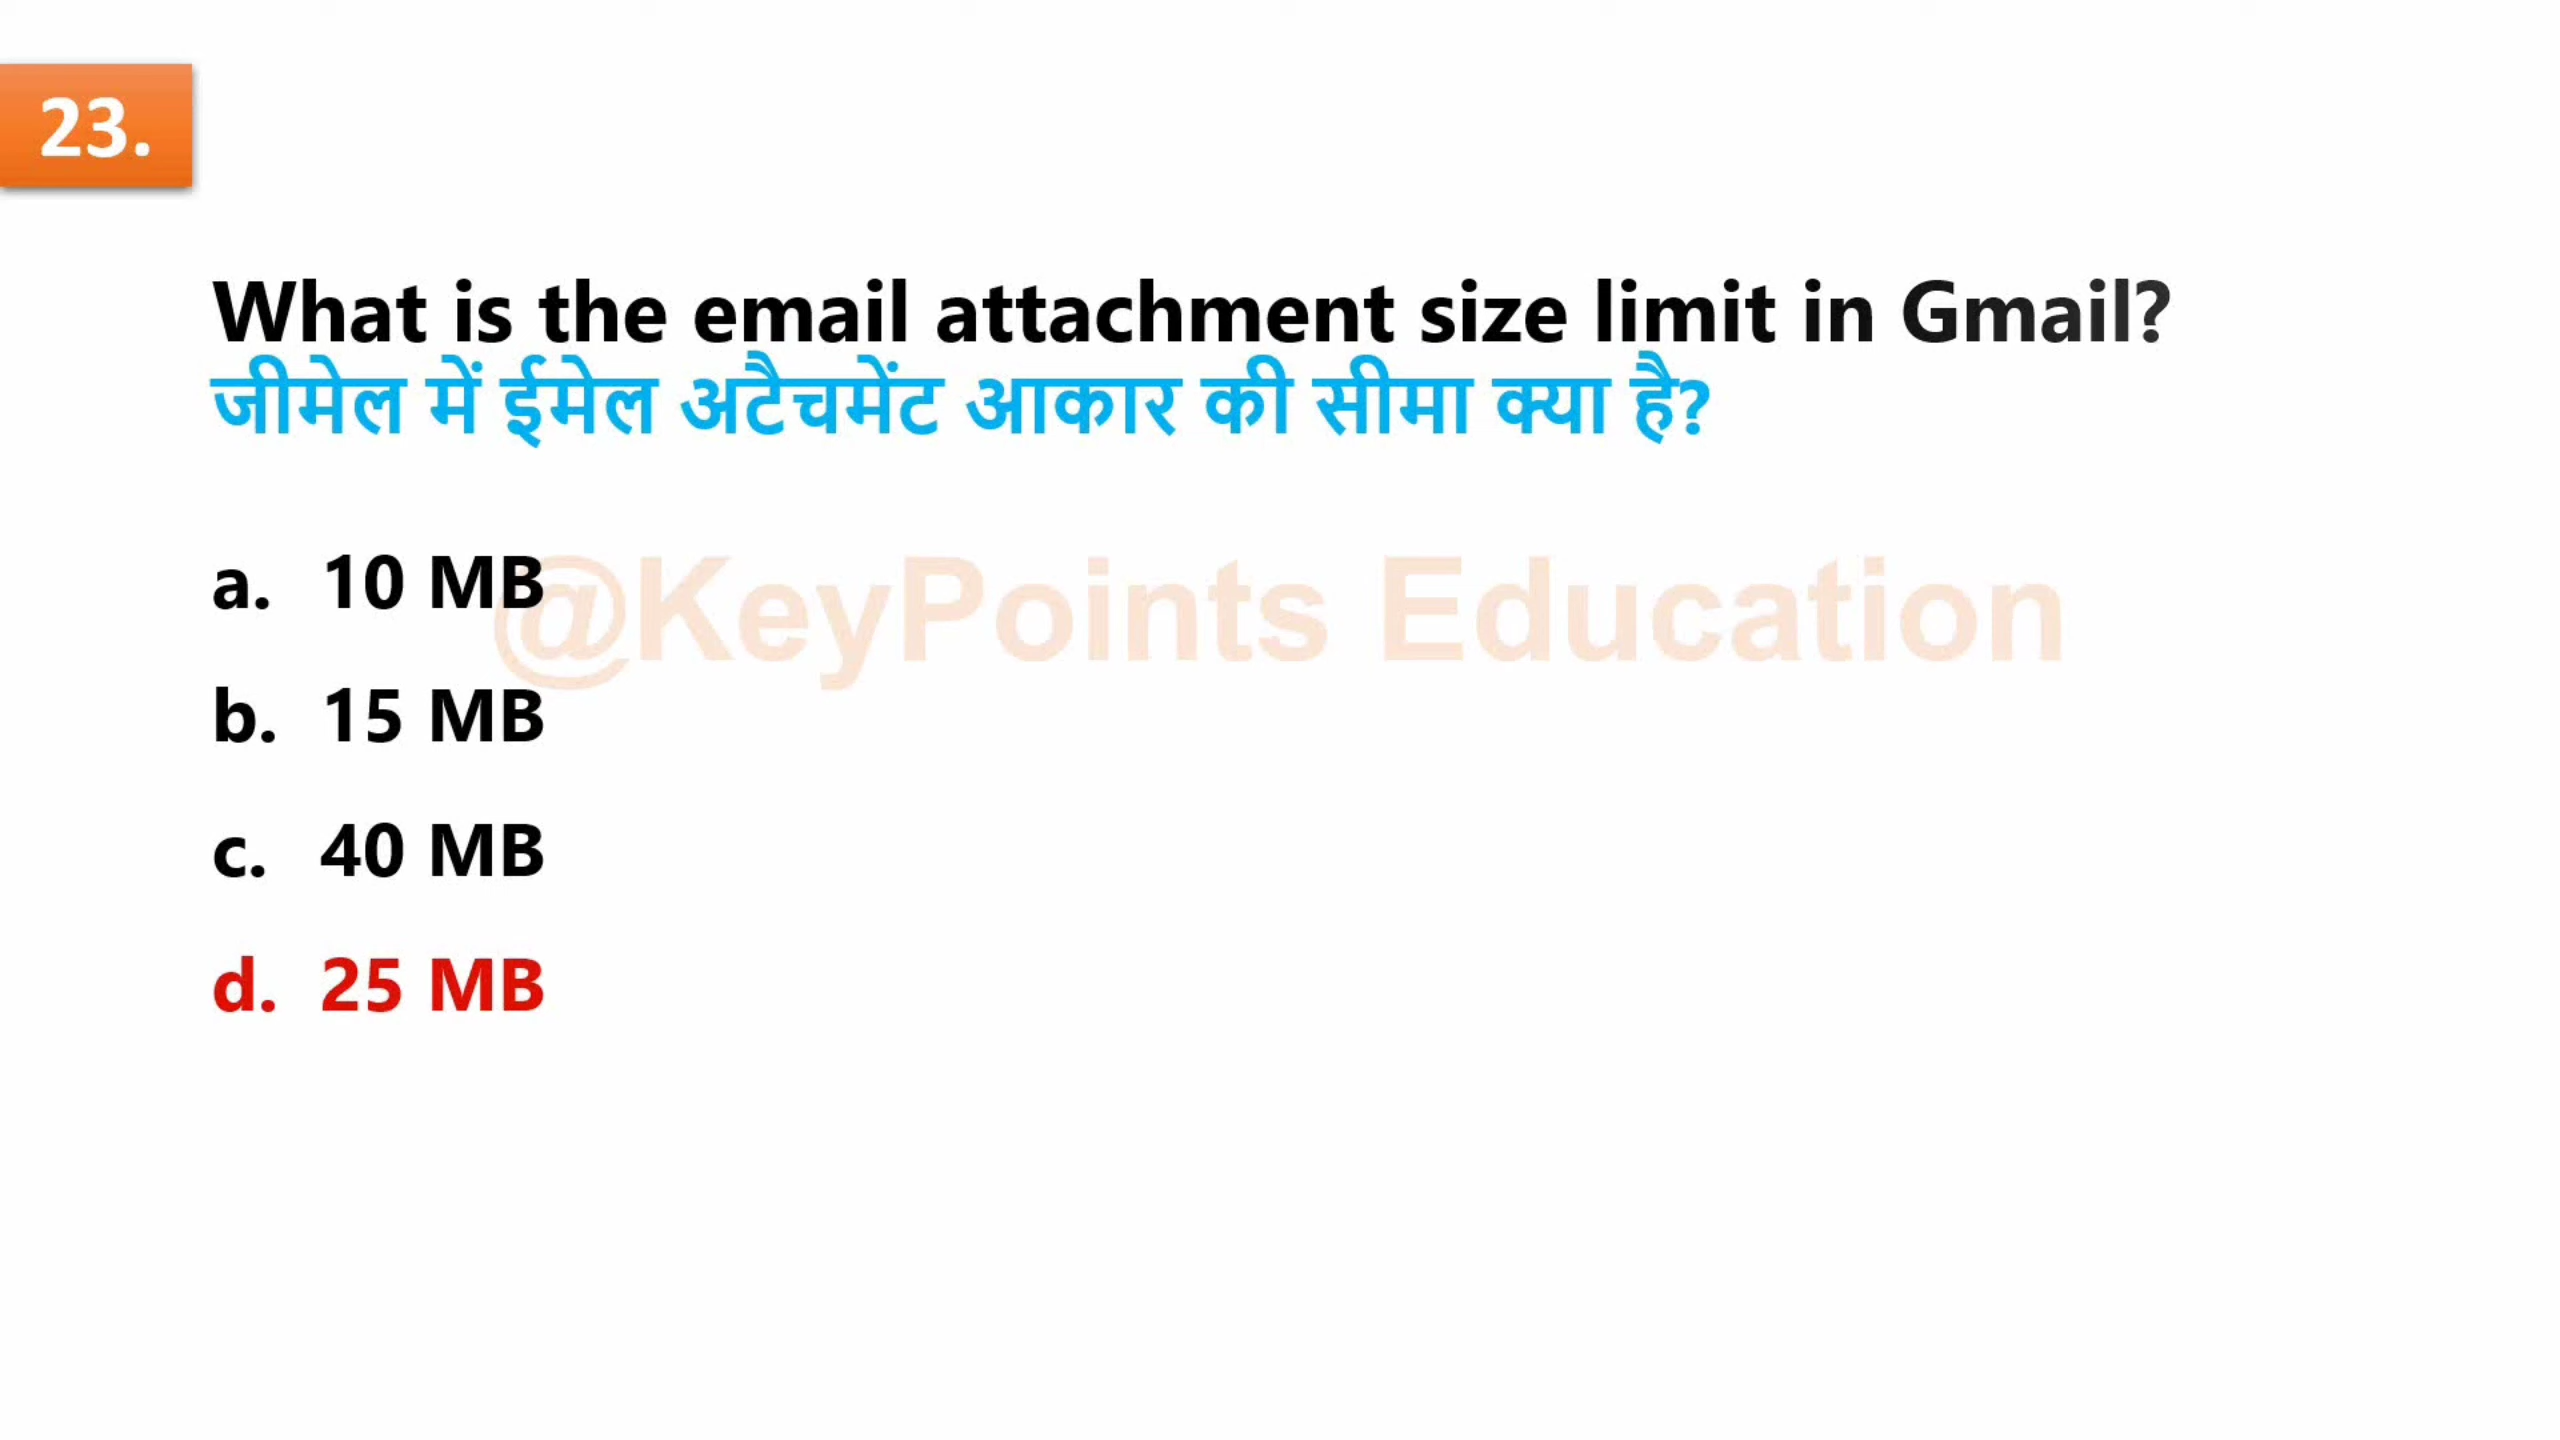 23.
What is the email attachment size limit in Gmail?
जीमेल में ईमेल अटैचमेंट आकार की सीमा क्या है?
a. 10 MB
@KeyPoints Education
b. 15 MB
c. 40 MB
d. 25 MB